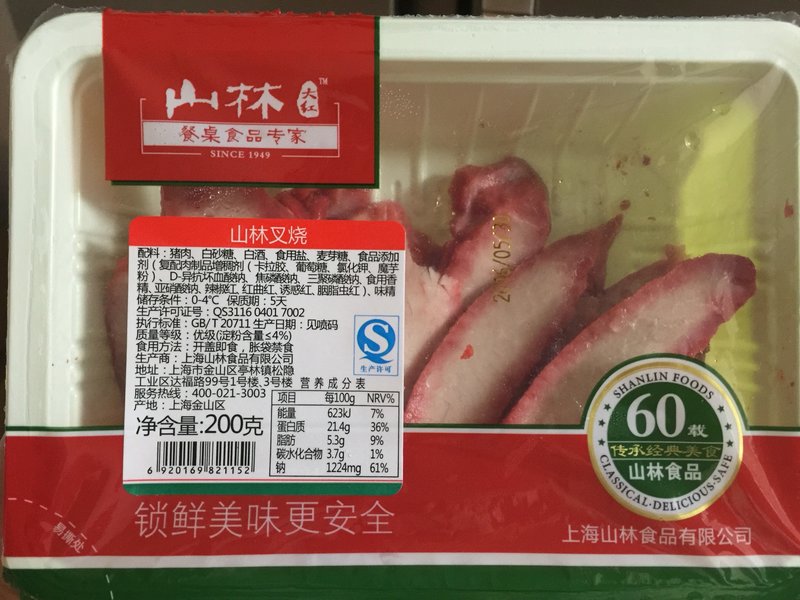 山林 大红 TM
餐桌食品专家
SINCE 1949
山林叉烧
配料：猪肉、白砂糖、白酒、食用盐、麦芽糖、食品添加
剂（复配肉制品增稠剂（卡拉胶、葡萄糖、氯化钾、魔芋
粉）、D-异抗坏血酸钠、焦磷酸钠、三聚磷酸钠、食用香
精、亚硝酸钠、辣椒红、红曲红、诱惑红、胭脂虫红）、味精
储存条件：0-4℃ 保质期：5天
生产许可证号：QS3116 0401 7002
执行标准：GB/T 20711 生产日期：见喷码
质量等级：优级(淀粉含量≤4%)
食用方法：开盖即食，胀袋禁食
生产商：上海山林食品有限公司
地址：上海市金山区亭林镇松隐
工业区达福路99号1号楼、3号楼
服务热线：400-021-3003
产地：上海金山区
净含量:200克
6 920169 821152
QS
生产许可
营养成分表
项目 每100g NRV%
能量 623kJ 7%
蛋白质 21.4g 36%
脂肪 5.3g 9%
碳水化合物 3.7g 1%
钠 1224mg 61%
SHANLIN FOODS
60载
传承经典美食
山林食品
CLASSICAL·DELICIOUS·SAFE
锁鲜美味更安全
上海山林食品有限公司
易撕处